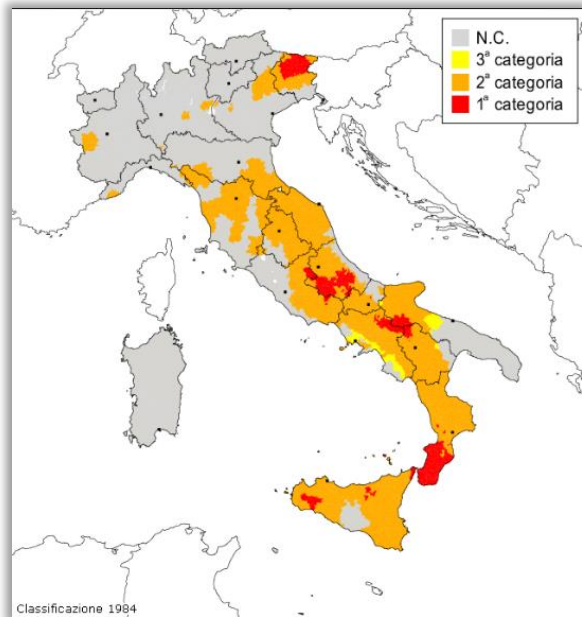 N.C.
3ª categoria
2ª categoria
1ª categoria
Classificazione 1984